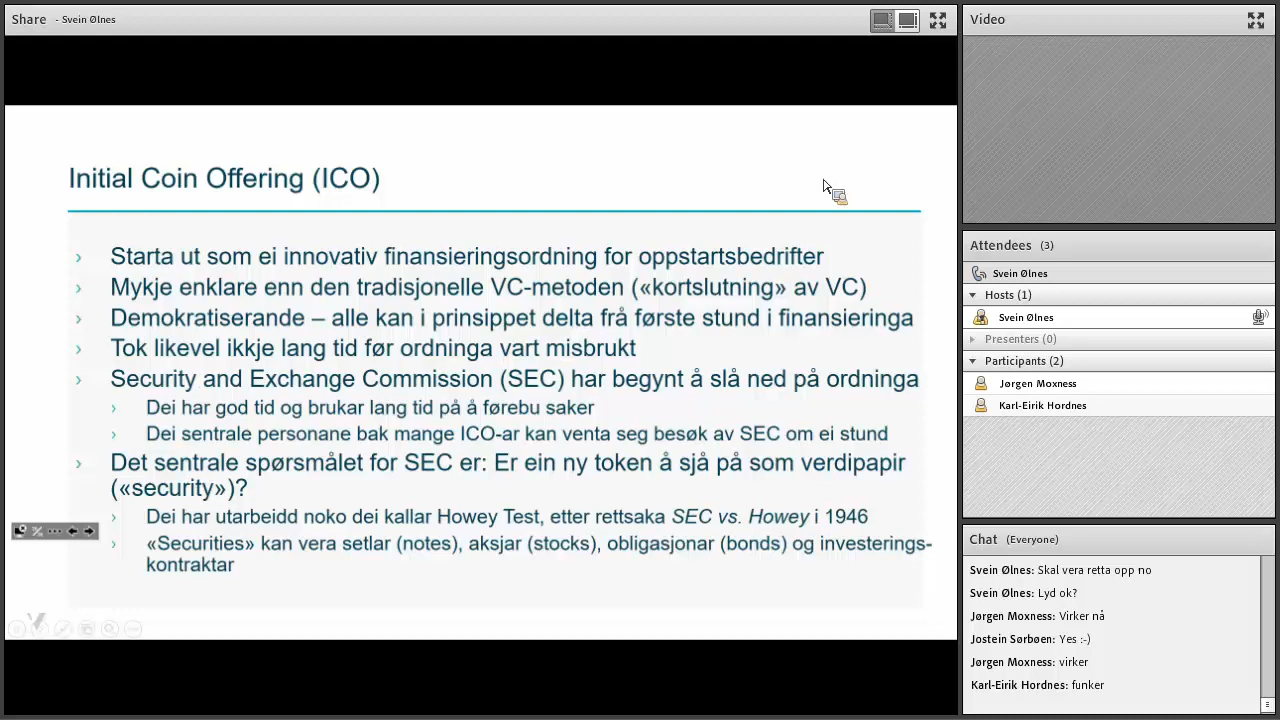 Share - Svein Ølnes
Initial Coin Offering (ICO)
› Starta ut som ei innovativ finansieringsordning for oppstartsbedrifter
› Mykje enklare enn den tradisjonelle VC-metoden («kortslutning» av VC)
› Demokratiserande – alle kan i prinsippet delta frå første stund i finansieringa
› Tok likevel ikkje lang tid før ordninga vart misbrukt
› Security and Exchange Commission (SEC) har begynt å slå ned på ordninga
› Dei har god tid og brukar lang tid på å førebu saker
› Dei sentrale personane bak mange ICO-ar kan venta seg besøk av SEC om ei stund
› Det sentrale spørsmålet for SEC er: Er ein ny token å sjå på som verdipapir
(«security»)?
› Dei har utarbeidd noko dei kallar Howey Test, etter rettsaka SEC vs. Howey i 1946
› «Securities» kan vera setlar (notes), aksjar (stocks), obligasjonar (bonds) og investerings-
kontraktar
Video
Attendees (3)
Svein Ølnes
Hosts (1)
Svein Ølnes
Presenters (0)
Participants (2)
Jørgen Moxness
Karl-Eirik Hordnes
Chat (Everyone)
Svein Ølnes: Skal vera retta opp no
Svein Ølnes: Lyd ok?
Jørgen Moxness: Virker nå
Jostein Sørbøen: Yes :-)
Jørgen Moxness: virker
Karl-Eirik Hordnes: funker